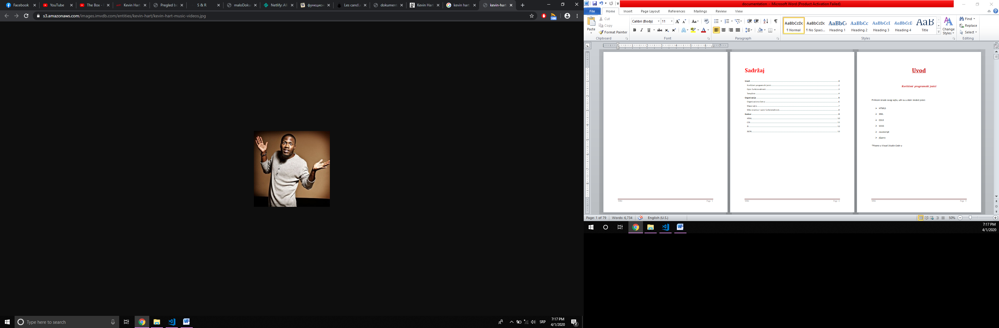 Facebook
YouTube
The Box -
Kevin Hart
Pregled bo
S & R
maloDoku
Netlify: All
функцион
Les candLe
dokument
Kevin Hart
kevin hart
kevin-hart
s3.amazonaws.com/images.imvdb.com/entities/kevin-hart/kevin-hart-music-videos.jpg
100
Type here to search
SRP
7:17 PM
4/1/2020
2
documentation - Microsoft Word (Product Activation Failed)
File Home Insert Page Layout References Mailings Review View
Paste
Cut
Copy
Format Painter
Clipboard
Calibri (Body) 11
Font
Paragraph
AaBbCcDc AaBbCcDc AaBbCc AaBbCc AaBbCcI AaBbCcD AaB
¶ Normal ¶ No Spaci... Heading 1 Heading 2 Heading 3 Heading 4 Title
Change Styles
Styles
Find
Replace
Select
Editing
W02 Page 1
Sadržaj
Uvod 3
Korišćeni programski jezici 2
Opis funkcionalnosti 3
Template 4
Organizacija 5
Organizaciona šema 6
Mapa sajta 7
Slike stranica i opisi funkcionalnosti 8
Kodovi 9
HTML 10
CSS 11
JS 12
JSON 13
W02 Page 2
Uvod
Korišćeni programski jezici
Prilikom izrade ovog sajta, ušli su u obzir sledeći jezici:
HTML5
XML
CSS3
SASS
JavaScript
jQuery
*Pisano u Visual Studio Code u
W02 Page 3
Page: 1 of 79 Words: 6,734 English (U.S.) 50%
7:17 PM
4/1/2020